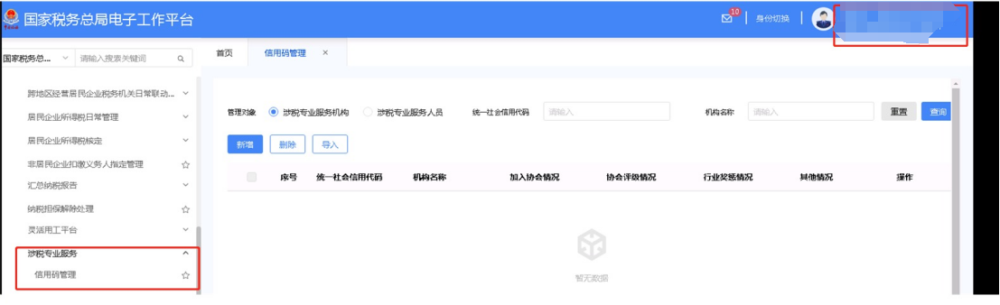 国家税务总局电子工作平台
10
身份切换
国家税务总...
请输入搜索关键词
首页
信用码管理 ×
跨地区经营居民企业税务机关日常联动...
居民企业所得税日常管理
居民企业所得税核定
非居民企业扣缴义务人指定管理
汇总纳税报告
纳税担保解除处理
灵活用工平台
涉税专业服务
信用码管理
管理对象 涉税专业服务机构 涉税专业服务人员 统一社会信用代码 请输入 机构名称 请输入 重置 查询
新增 删除 导入
序号 统一社会信用代码 机构名称 加入协会情况 协会评级情况 行业奖惩情况 其他情况 操作
暂无数据